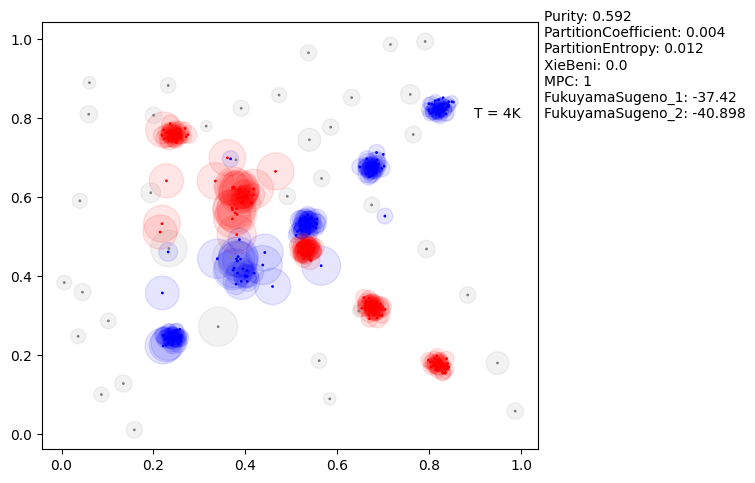 Purity: 0.592
PartitionCoefficient: 0.004
PartitionEntropy: 0.012
XieBeni: 0.0
MPC: 1
FukuyamaSugeno_1: -37.42
FukuyamaSugeno_2: -40.898
T = 4K
1.0
0.8
0.6
0.4
0.2
0.0
0.0 0.2 0.4 0.6 0.8 1.0